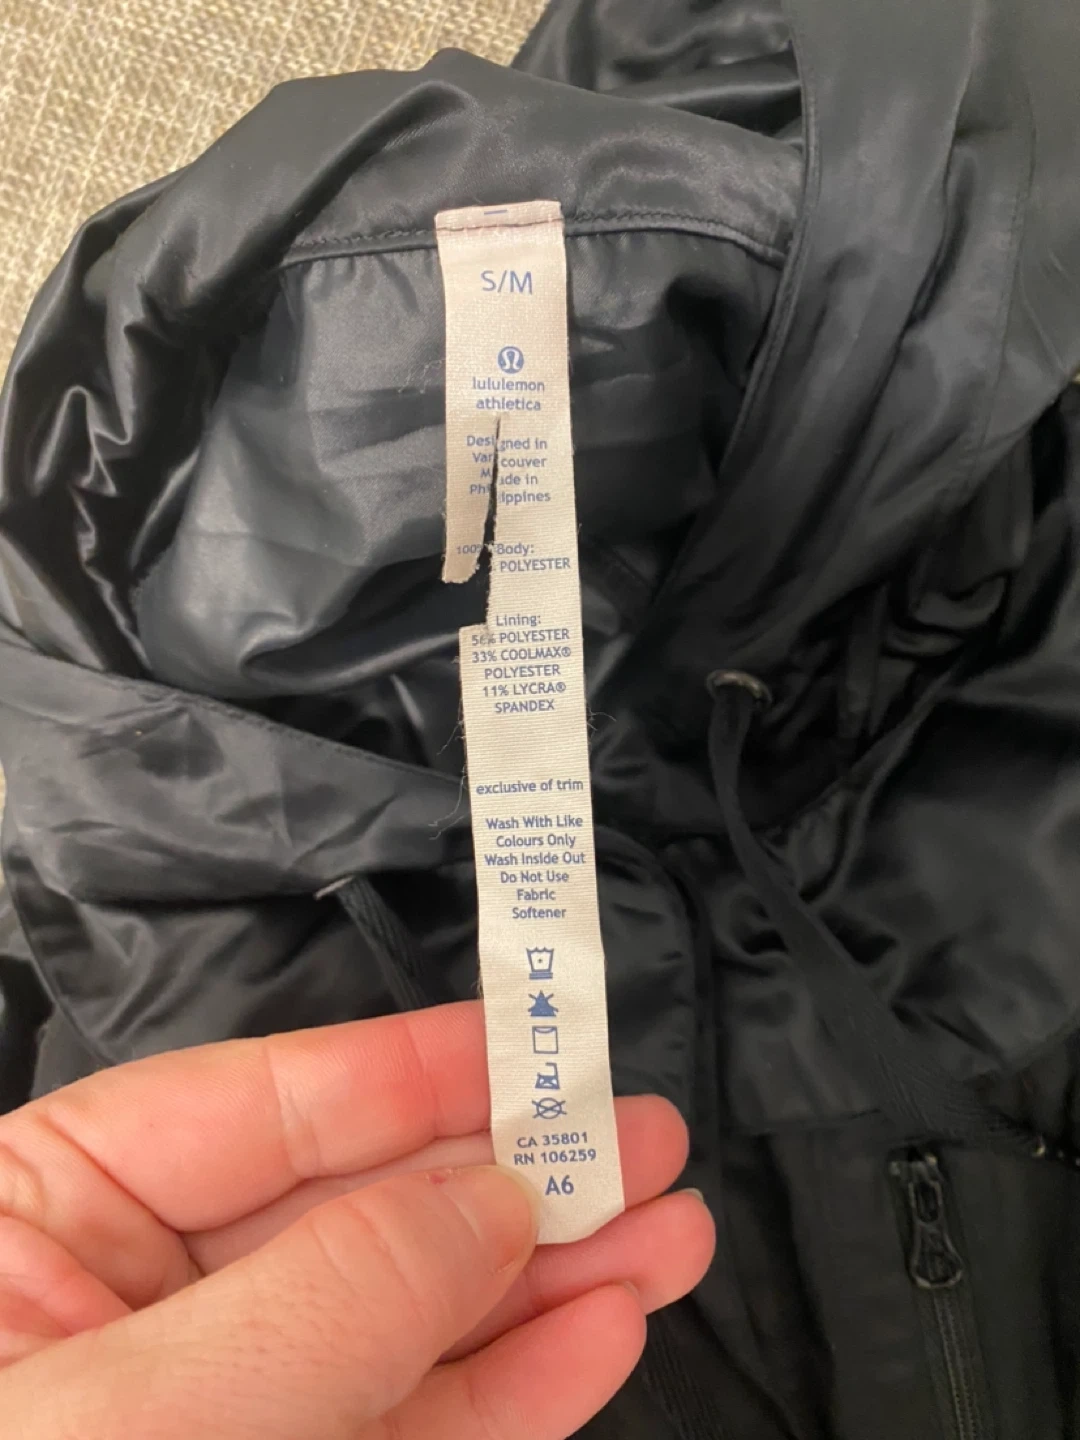 S/M
lululemon
athletica
Designed in
Vancouver
Made in
Philippines
Body:
100% POLYESTER
Lining:
56% POLYESTER
33% COOLMAX®
POLYESTER
11% LYCRA®
SPANDEX
exclusive of trim
Wash With Like
Colours Only
Wash Inside Out
Do Not Use
Fabric
Softener
CA 35801
RN 106259
A6